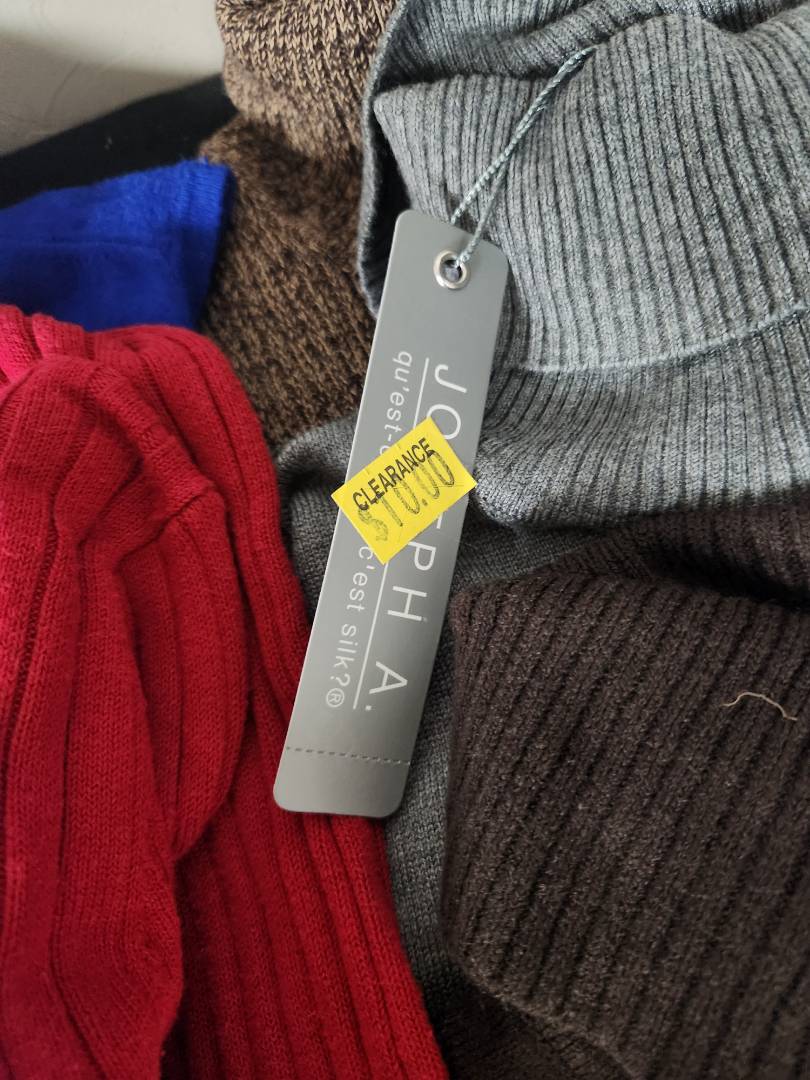 JO PH A.
qu'est- c'est silk?®
CLEARANCE
$10.00